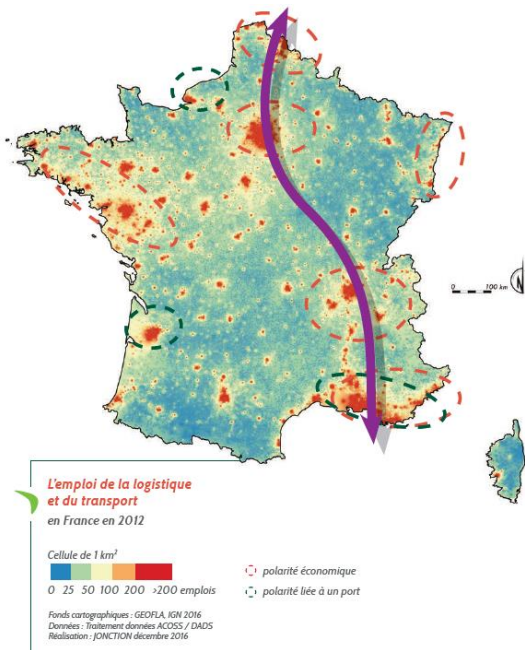 N
0 100 km
L'emploi de la logistique
et du transport
en France en 2012
Cellule de 1 km²
0 25 50 100 200 >200 emplois
polarité économique
polarité liée à un port
Fonds cartographiques : GEOFLA, IGN 2016
Données : Traitement données ACOSS / DADS
Réalisation : JONCTION décembre 2016